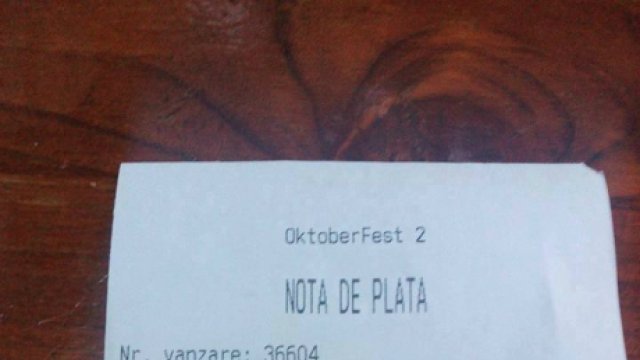 OktoberFest 2
NOTA DE PLATA
Nr. vanzare: 36604